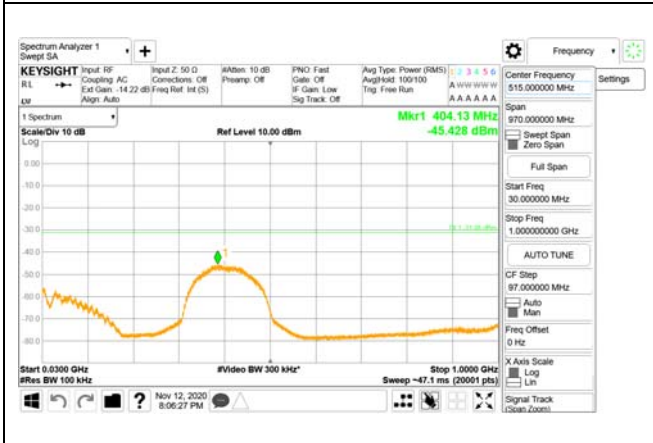 Spectrum Analyzer 1
Swept SA
+
Frequency
KEYSIGHT
Input: RF
Coupling: AC
Ext Gain: -14.22 dB
Align: Auto
Input Z: 50 Ω
Corrections: Off
Freq Ref: Int (S)
#Atten: 10 dB
Preamp: Off
PNO: Fast
Gate: Off
IF Gain: Low
Sig Track: Off
Avg Type: Power (RMS)
Avg|Hold: 100/100
Trig: Free Run
1 2 3 4 5 6
A W W W W W
A A A A A A
RL
1 Spectrum
Mkr1 404.13 MHz
-45.428 dBm
Scale/Div 10 dB
Ref Level 10.00 dBm
Log
0.00
-10.0
-20.0
-30.0
-40.0
-50.0
-60.0
-70.0
-80.0
1
Start 0.0300 GHz
#Res BW 100 kHz
#Video BW 300 kHz*
Stop 1.0000 GHz
Sweep ~47.1 ms (20001 pts)
Nov 12, 2020
8:06:27 PM
?
Center Frequency
515.000000 MHz
Settings
Span
970.000000 MHz
Swept Span
Zero Span
Full Span
Start Freq
30.000000 MHz
Stop Freq
1.000000000 GHz
AUTO TUNE
CF Step
97.000000 MHz
Auto
Man
Freq Offset
0 Hz
X Axis Scale
Log
Lin
Signal Track
(Span Zoom)